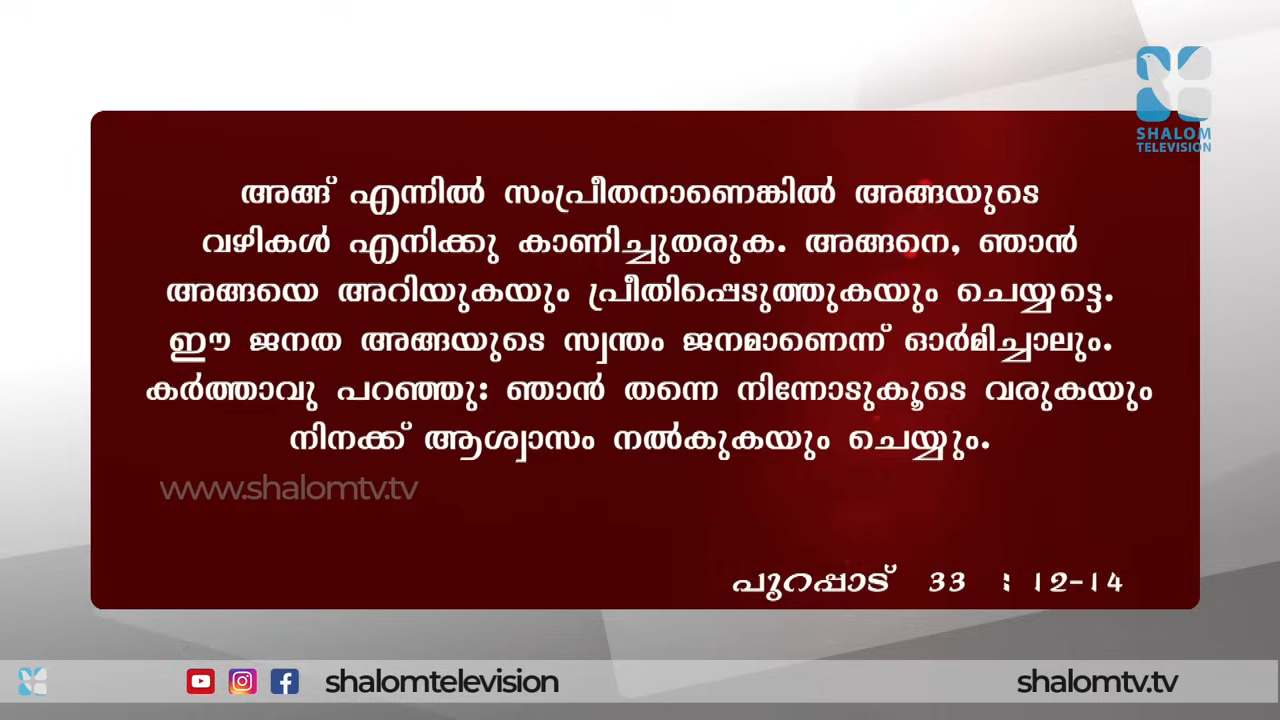 SHALOM
TELEVISION
അങ്ങ് എന്നിൽ സംപ്രീതനാണെങ്കിൽ അങ്ങയുടെ
വഴികൾ എനിക്കു കാണിച്ചുതരുക. അങ്ങനെ, ഞാൻ
അങ്ങയെ അറിയുകയും പ്രീതിപ്പെടുത്തുകയും ചെയ്യട്ടെ.
ഈ ജനത അങ്ങയുടെ സ്വന്തം ജനമാണെന്ന് ഓർമിച്ചാലും.
കർത്താവു പറഞ്ഞു: ഞാൻ തന്നെ നിന്നോടുകൂടെ വരുകയും
നിനക്ക് ആശ്വാസം നൽകുകയും ചെയ്യും.
www.shalomtv.tv
പുറപ്പാട് 33 : 12-14
shalomtelevision
shalomtv.tv